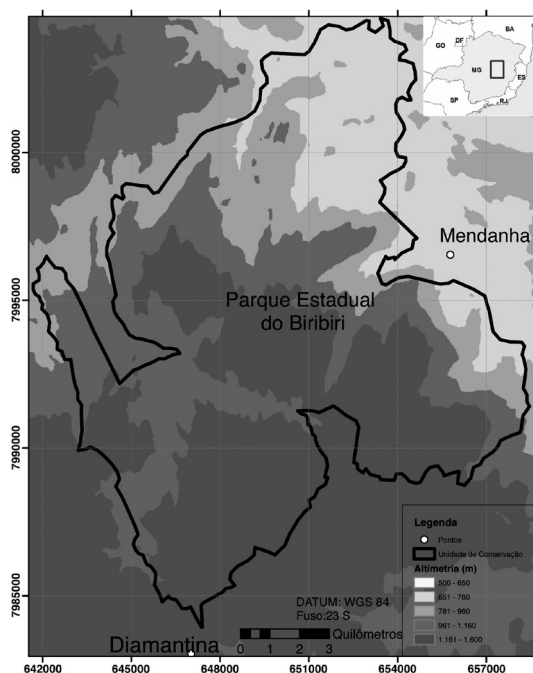 BA
GO
DF
MG
ES
SP
RJ
8000000
Mendanha
7995000
Parque Estadual
do Biribiri
7990000
Legenda
Pontos
Unidade de Conservação
Altimetria (m)
500 - 650
651 - 780
781 - 960
961 - 1.160
1.161 - 1.600
7985000
DATUM: WGS 84
Fuso:23 S
Diamantina
Quilômetros
0 1 2 3
642000 645000 648000 651000 654000 657000